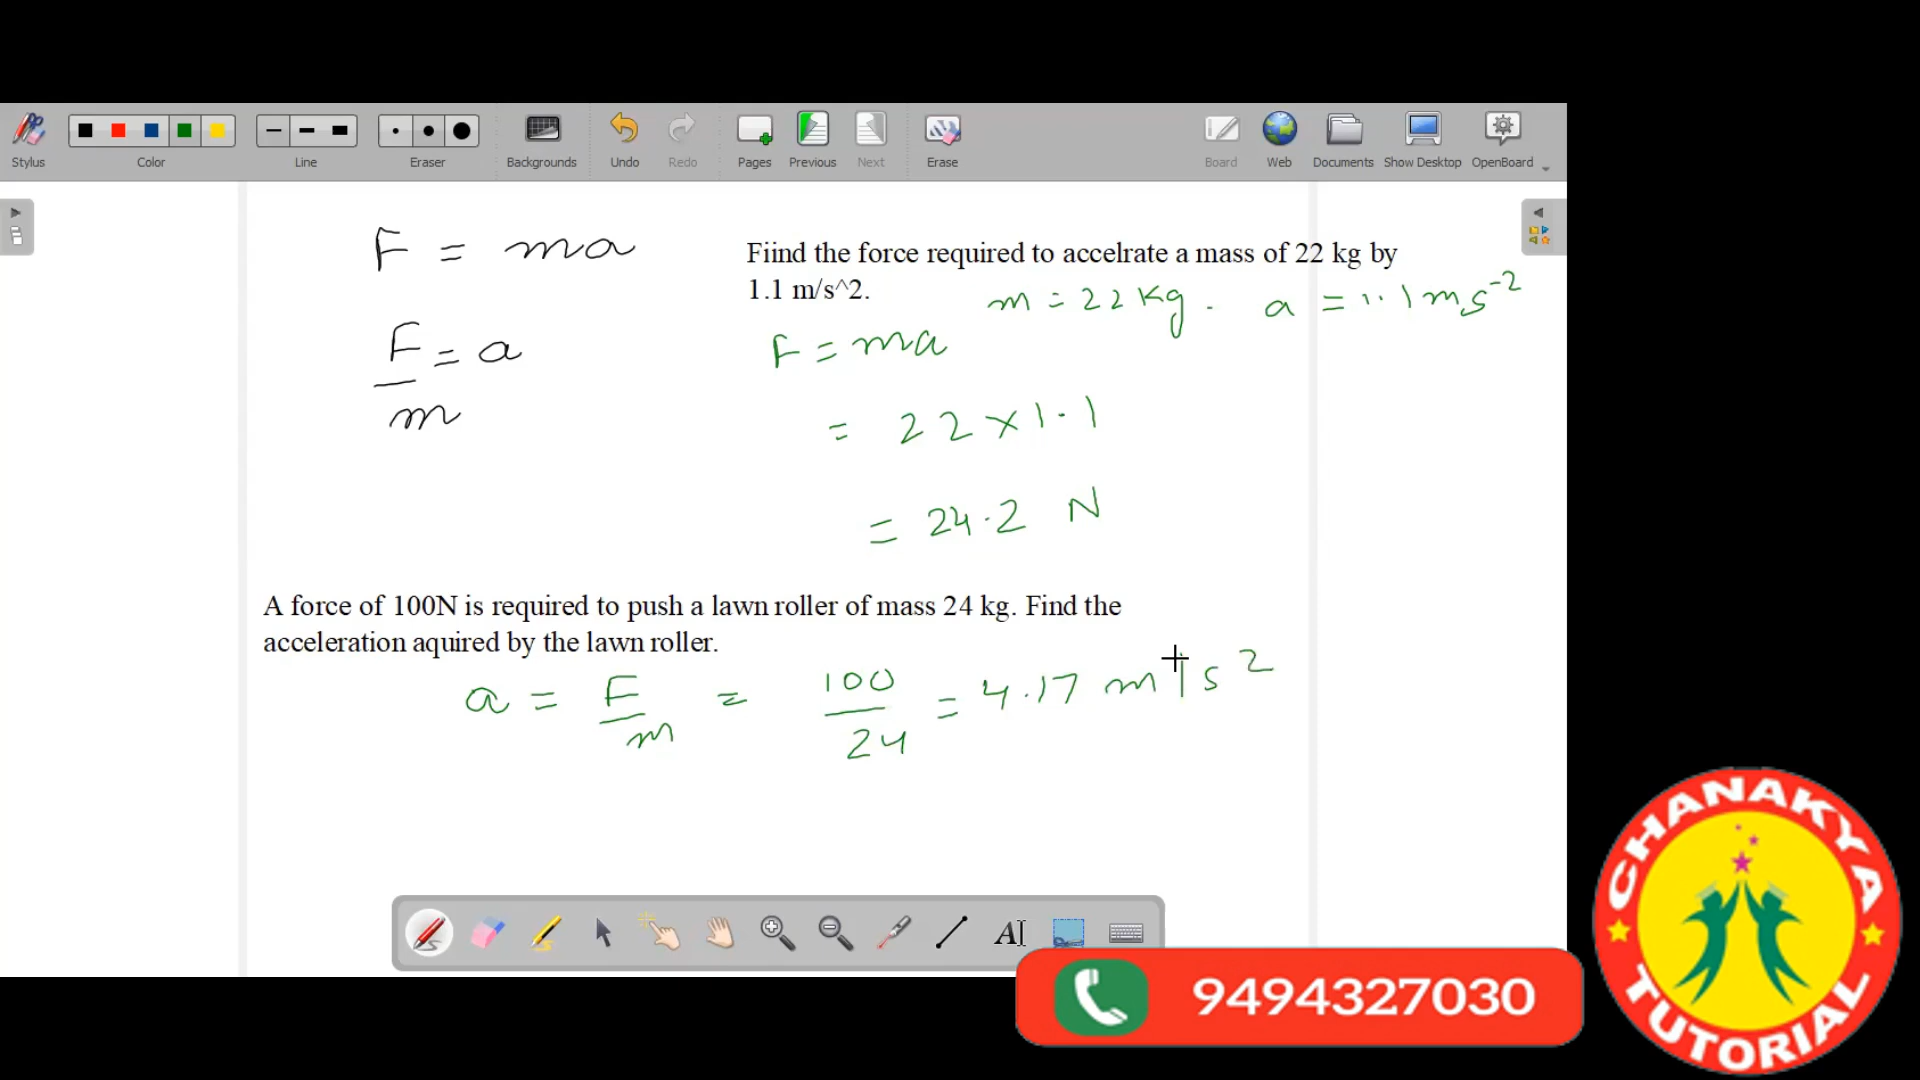 Stylus Color Line Eraser Backgrounds Undo Redo Pages Previous Next Erase Board Web Documents Show Desktop OpenBoard
F = ma
F/m = a
Fiind the force required to accelrate a mass of 22 kg by
1.1 m/s^2.
m = 22 kg. a = 1.1 ms⁻²
F = ma
= 22 × 1.1
= 24.2 N
A force of 100N is required to push a lawn roller of mass 24 kg. Find the
acceleration aquired by the lawn roller.
a = F/m = 100/24 = 4.17 m/s²
AI
9494327030
CHANAKYA
TUTORIAL